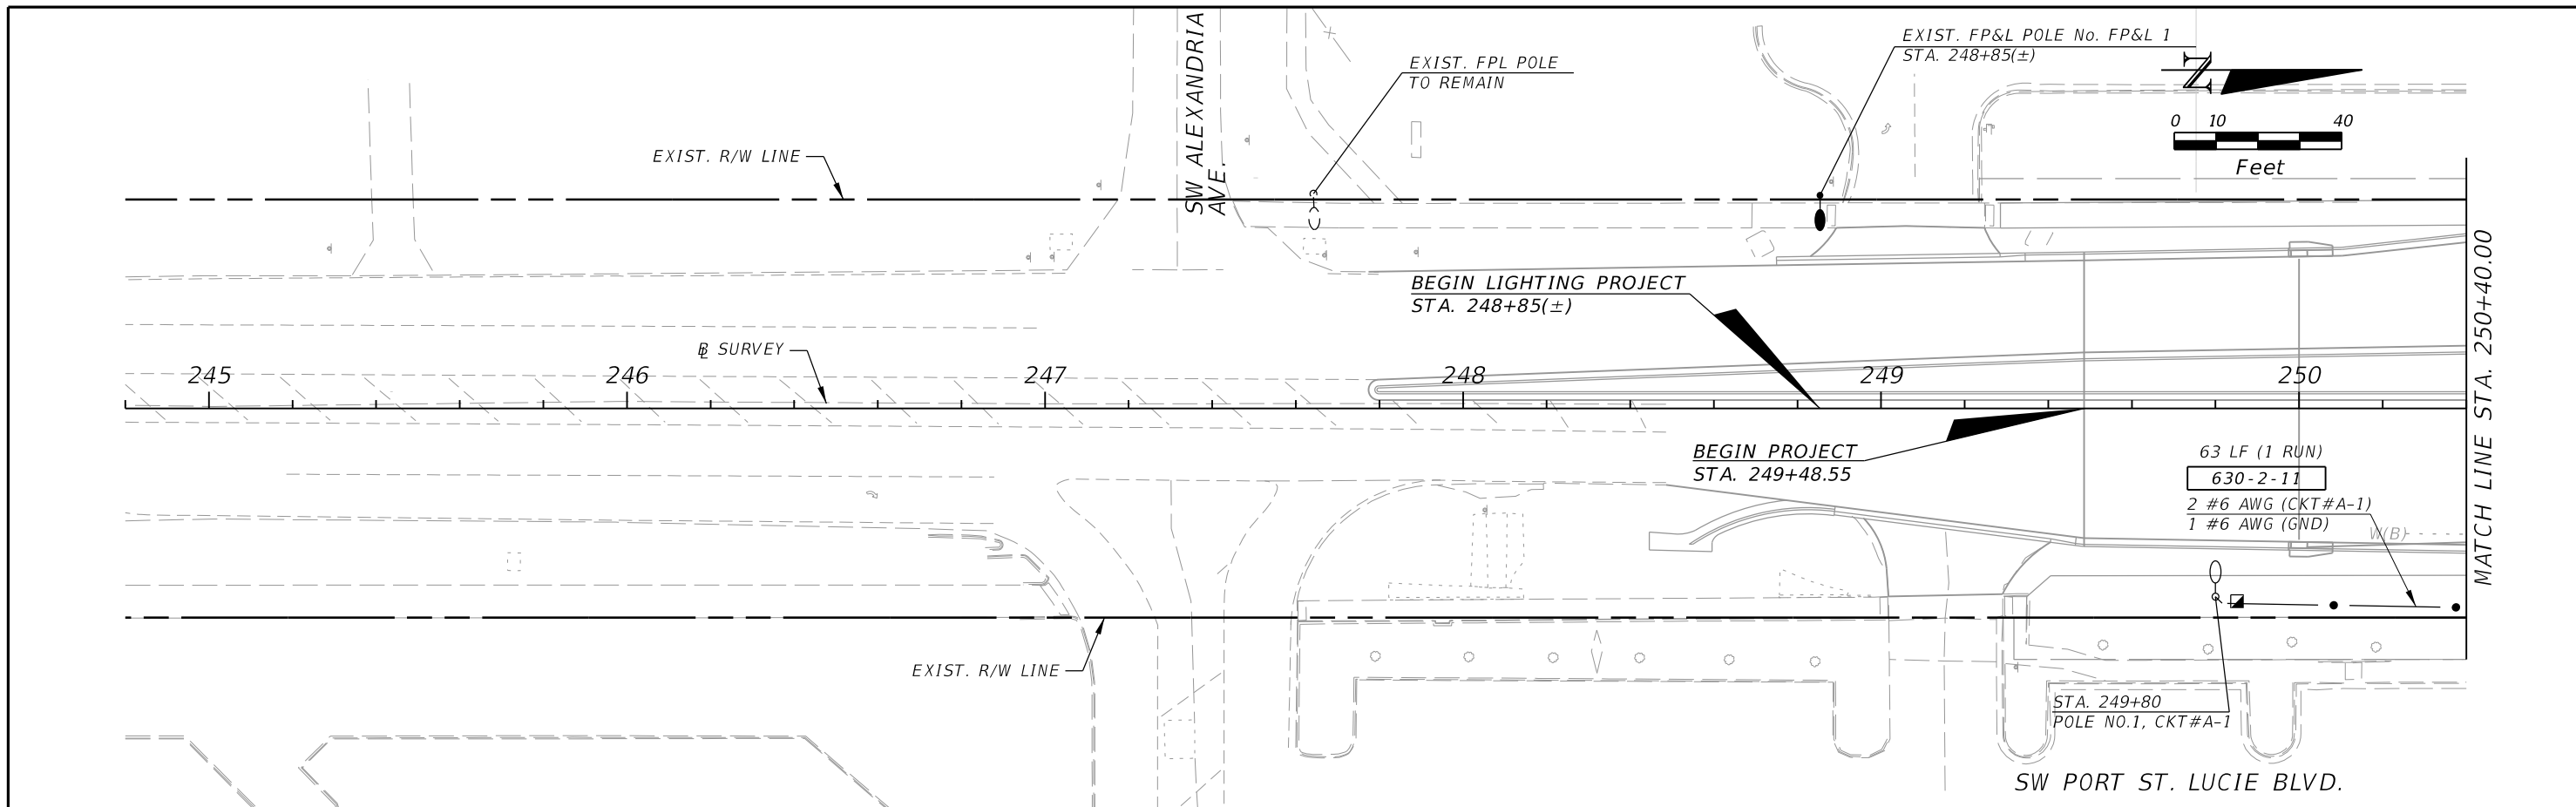 SW ALEXANDRIA
AVE.
EXIST. FPL POLE
TO REMAIN
EXIST. FP&L POLE No. FP&L 1
STA. 248+85(±)
N
0 10 40
Feet
EXIST. R/W LINE
BEGIN LIGHTING PROJECT
STA. 248+85(±)
BL SURVEY
245 246 247 248 249 250
MATCH LINE STA. 250+40.00
BEGIN PROJECT
STA. 249+48.55
63 LF (1 RUN)
630-2-11
2 #6 AWG (CKT#A-1)
1 #6 AWG (GND)
W(B)
EXIST. R/W LINE
STA. 249+80
POLE NO.1, CKT#A-1
SW PORT ST. LUCIE BLVD.